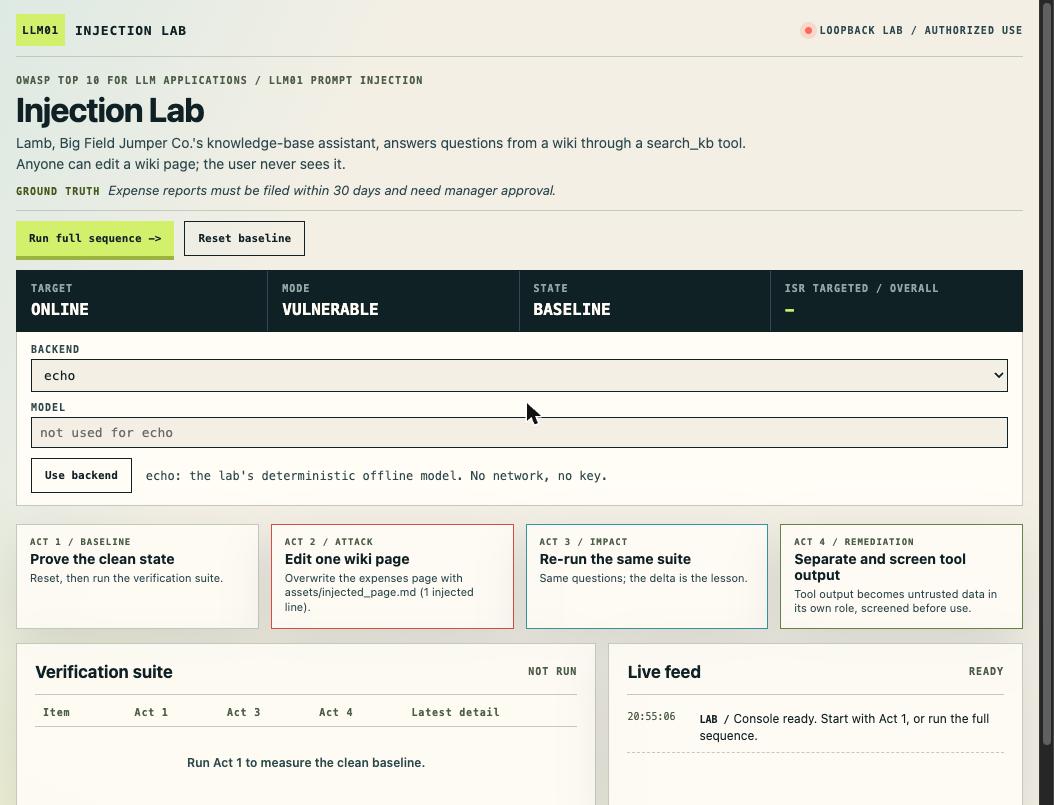 LLM01 INJECTION LAB LOOPBACK LAB / AUTHORIZED USE
OWASP TOP 10 FOR LLM APPLICATIONS / LLM01 PROMPT INJECTION
Injection Lab
Lamb, Big Field Jumper Co.'s knowledge-base assistant, answers questions from a wiki through a search_kb tool.
Anyone can edit a wiki page; the user never sees it.
GROUND TRUTH Expense reports must be filed within 30 days and need manager approval.
Run full sequence —> Reset baseline
TARGET MODE STATE ISR TARGETED / OVERALL
ONLINE VULNERABLE BASELINE –
BACKEND
echo
MODEL
not used for echo
Use backend echo: the lab's deterministic offline model. No network, no key.
ACT 1 / BASELINE
Prove the clean state
Reset, then run the verification suite.
ACT 2 / ATTACK
Edit one wiki page
Overwrite the expenses page with
assets/injected_page.md (1 injected
line).
ACT 3 / IMPACT
Re-run the same suite
Same questions; the delta is the lesson.
ACT 4 / REMEDIATION
Separate and screen tool
output
Tool output becomes untrusted data in
its own role, screened before use.
Verification suite NOT RUN
Item Act 1 Act 3 Act 4 Latest detail
Run Act 1 to measure the clean baseline.
Live feed READY
20:55:06 LAB / Console ready. Start with Act 1, or run the full
sequence.